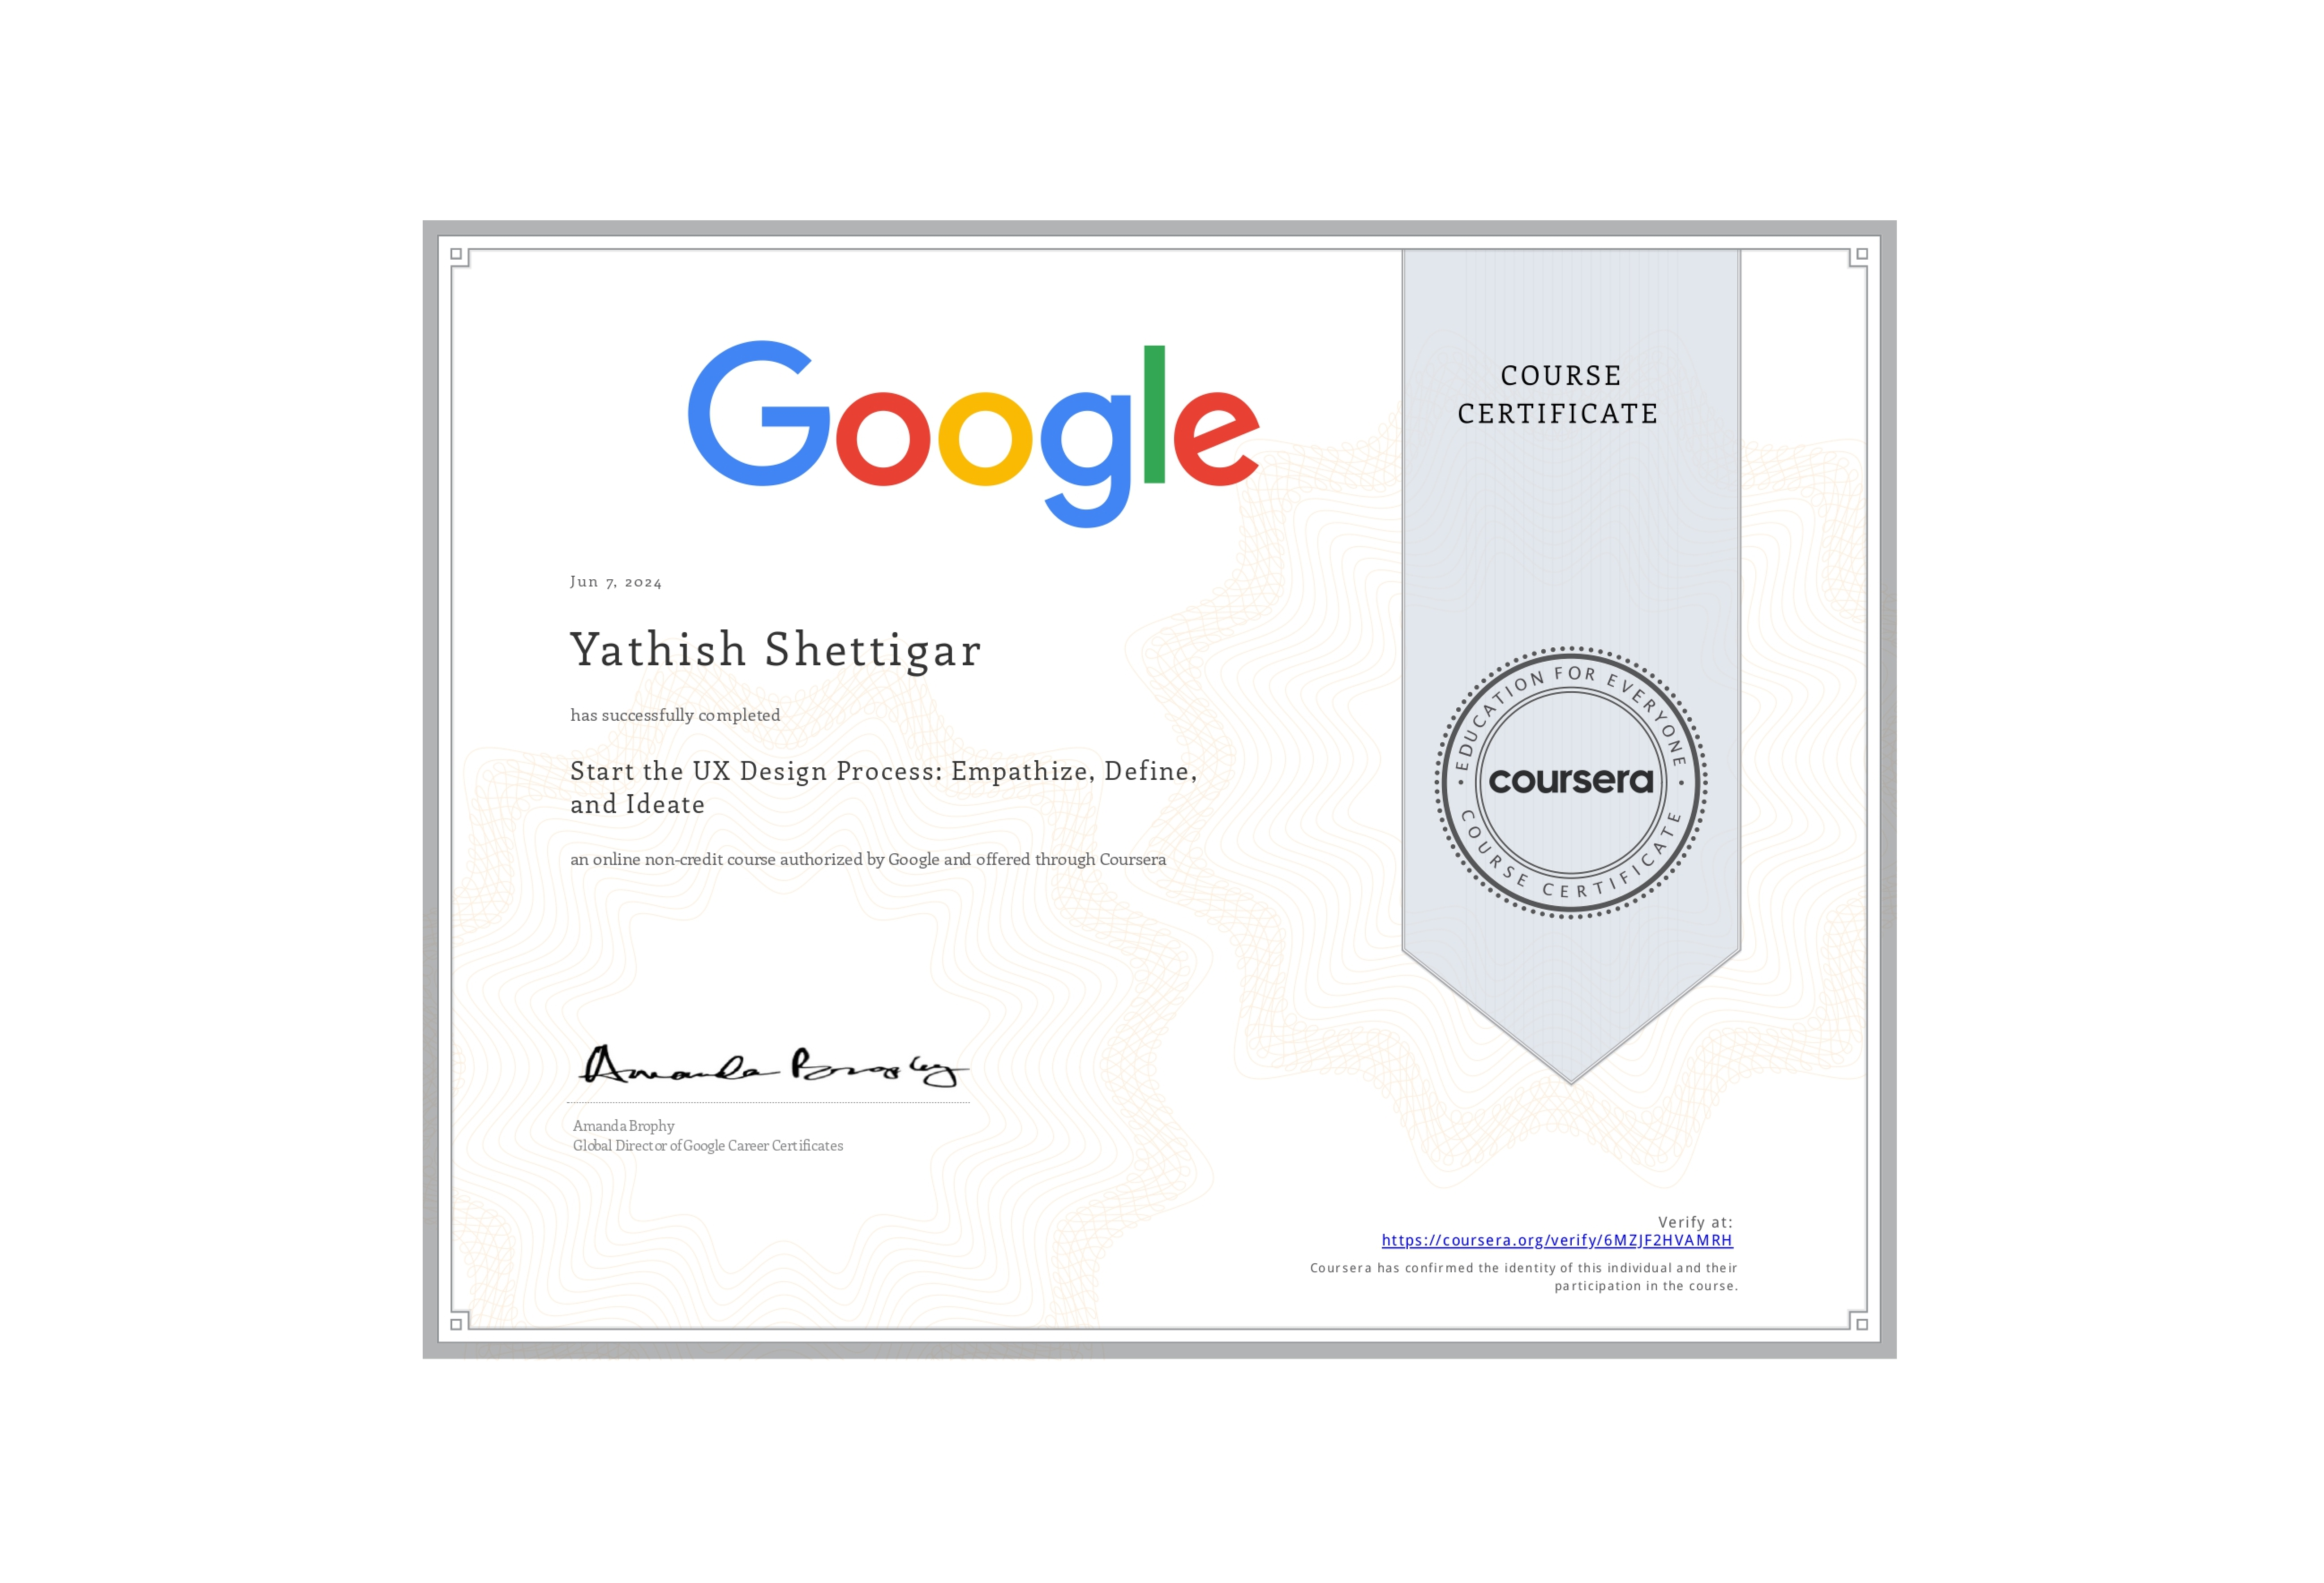 Google
COURSE
CERTIFICATE
Jun 7, 2024
Yathish Shettigar
has successfully completed
Start the UX Design Process: Empathize, Define,
and Ideate
an online non-credit course authorized by Google and offered through Coursera
EDUCATION FOR EVERYONE
coursera
COURSE CERTIFICATE
Amanda Brophy
Amanda Brophy
Global Director of Google Career Certificates
Verify at:
https://coursera.org/verify/6MZJF2HVAMRH
Coursera has confirmed the identity of this individual and their
participation in the course.